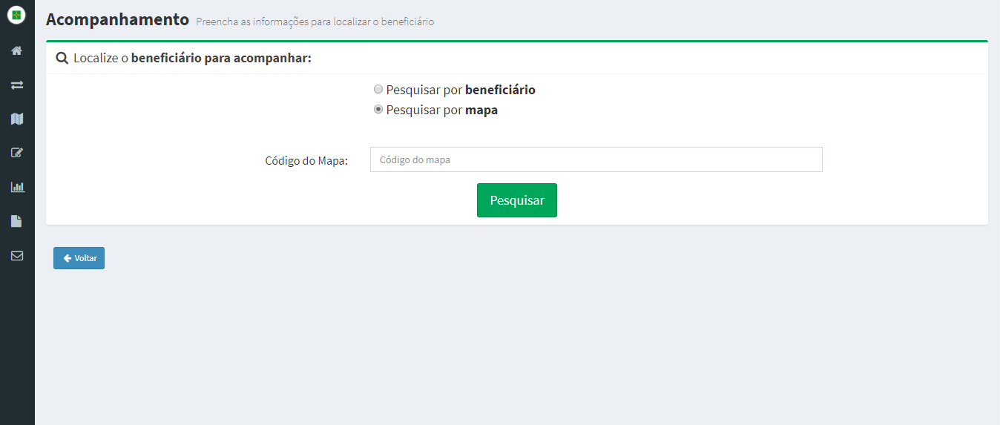 Acompanhamento Preencha as informações para localizar o beneficiário
Localize o beneficiário para acompanhar:
Pesquisar por beneficiário
Pesquisar por mapa
Código do Mapa: Código do mapa
Pesquisar
Voltar